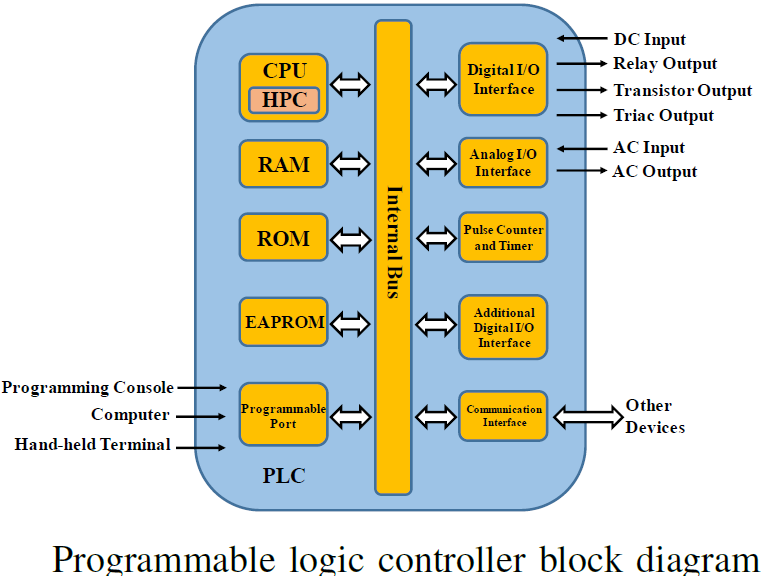 CPU
HPC
RAM
ROM
EAPROM
Programmable
Port
PLC
Programming Console
Computer
Hand-held Terminal
Internal Bus
Digital I/O
Interface
Analog I/O
Interface
Pulse Counter
and Timer
Additional
Digital I/O
Interface
Communication
Interface
DC Input
Relay Output
Transistor Output
Triac Output
AC Input
AC Output
Other
Devices
Programmable logic controller block diagram